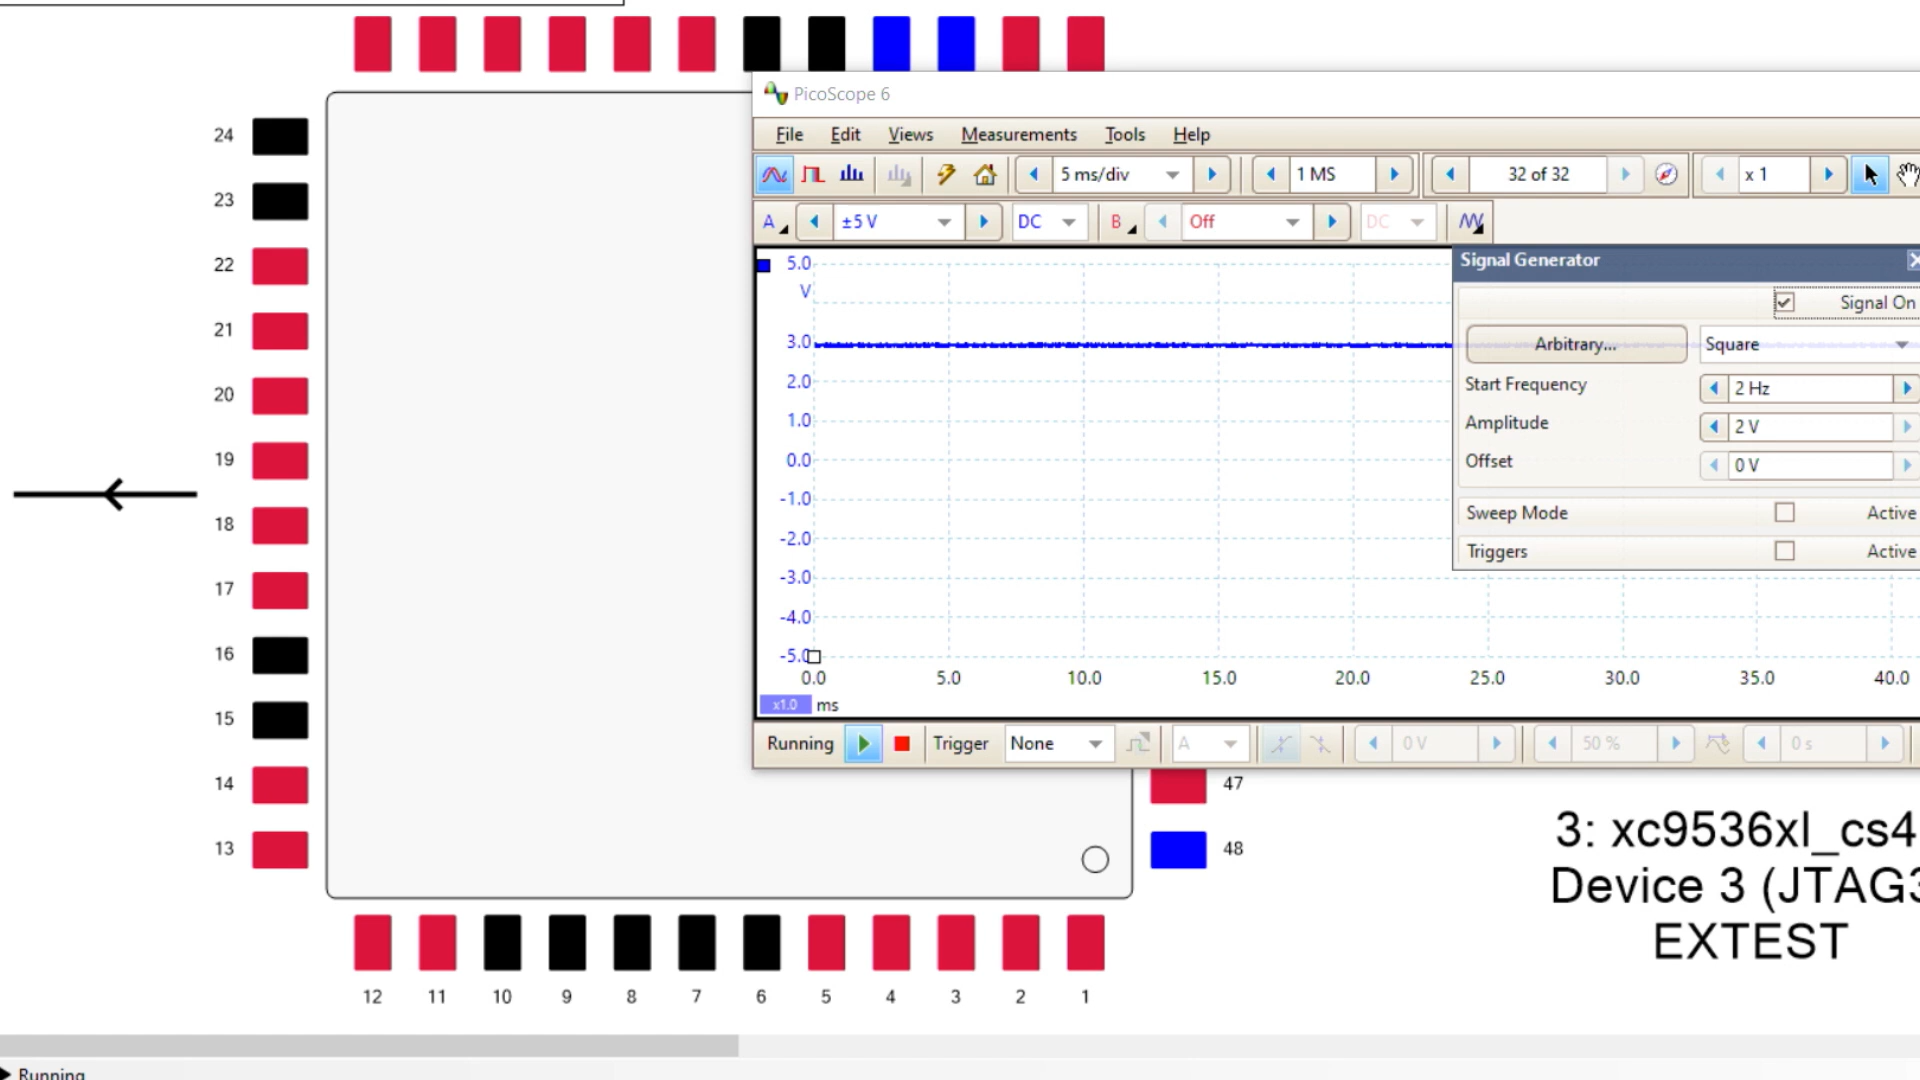 PicoScope 6
File Edit Views Measurements Tools Help
5 ms/div 1 MS 32 of 32 x 1
A ±5 V DC B Off DC
5.0
V
3.0
2.0
1.0
0.0
-1.0
-2.0
-3.0
-4.0
-5.0
0.0 5.0 10.0 15.0 20.0 25.0 30.0 35.0 40.0
x1.0 ms
Signal Generator
Signal On
Arbitrary... Square
Start Frequency 2 Hz
Amplitude 2 V
Offset 0 V
Sweep Mode Active
Triggers Active
Running Trigger None A 0 V 50 % 0 s
24
23
22
21
20
19
18
17
16
15
14
13
47
48
12 11 10 9 8 7 6 5 4 3 2 1
3: xc9536xl_cs4
Device 3 (JTAG3
EXTEST
Running